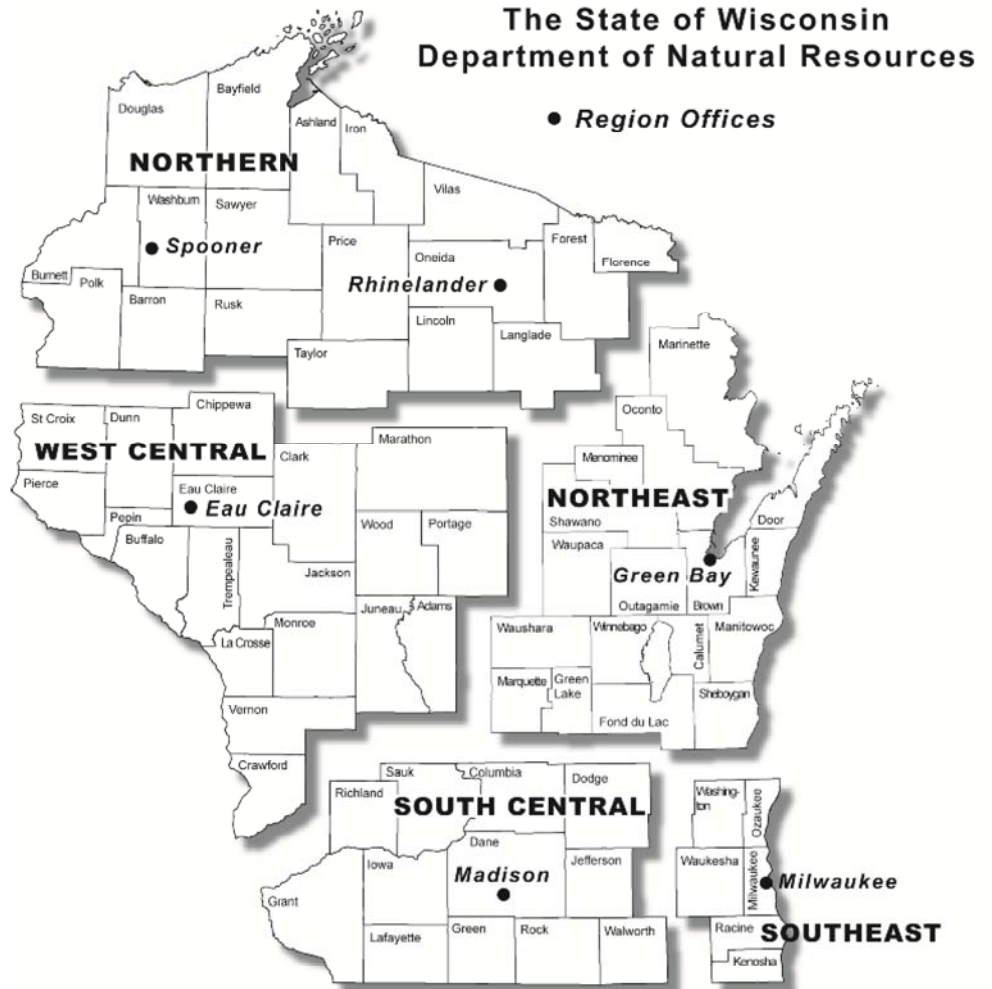 The State of Wisconsin
Department of Natural Resources
● Region Offices
Bayfield
Douglas
Ashland
Iron
NORTHERN
Vilas
Washburn
Sawyer
Forest
Price
Spooner
Oneida
Florence
Burnett
Polk
Rhinelander
Barron
Rusk
Lincoln
Langlade
Taylor
Marinette
Chippewa
St Croix
Dunn
Oconto
WEST CENTRAL
Marathon
Clark
Menominee
Pierce
Eau Claire
NORTHEAST
Eau Claire
Pepin
Wood
Portage
Shawano
Door
Buffalo
Waupaca
Trempealeau
Kewaunee
Jackson
Green Bay
Juneau
Adams
Outagamie
Brown
Monroe
Waushara
Winnebago
Calumet
Manitowoc
La Crosse
Marquette
Green
Lake
Sheboygan
Vernon
Fond du Lac
Crawford
Sauk
Columbia
Dodge
Richland
SOUTH CENTRAL
Washing-
ton
Ozaukee
Dane
Iowa
Jefferson
Waukesha
Milwaukee
Madison
Milwaukee
Grant
Lafayette
Green
Rock
Walworth
Racine
SOUTHEAST
Kenosha